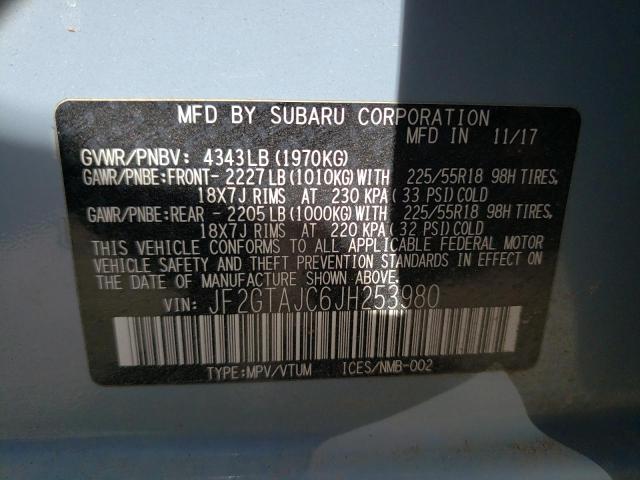 MFD BY SUBARU CORPORATION
MFD IN 11/17
GVWR/PNBV: 4343LB (1970KG)
GAWR/PNBE:FRONT- 2227LB (1010KG)WITH 225/55R18 98H TIRES,
18X7J RIMS AT 230 KPA (33 PSI)COLD
GAWR/PNBE:REAR - 2205LB (1000KG)WITH 225/55R18 98H TIRES,
18X7J RIMS AT 220 KPA (32 PSI)COLD
THIS VEHICLE CONFORMS TO ALL APPLICABLE FEDERAL MOTOR
VEHICLE SAFETY AND THEFT PREVENTION STANDARDS IN EFFECT ON
THE DATE OF MANUFACTURE SHOWN ABOVE.
VIN: JF2GTAJC6JH253980
TYPE:MPV/VTUM ICES/NMB-002